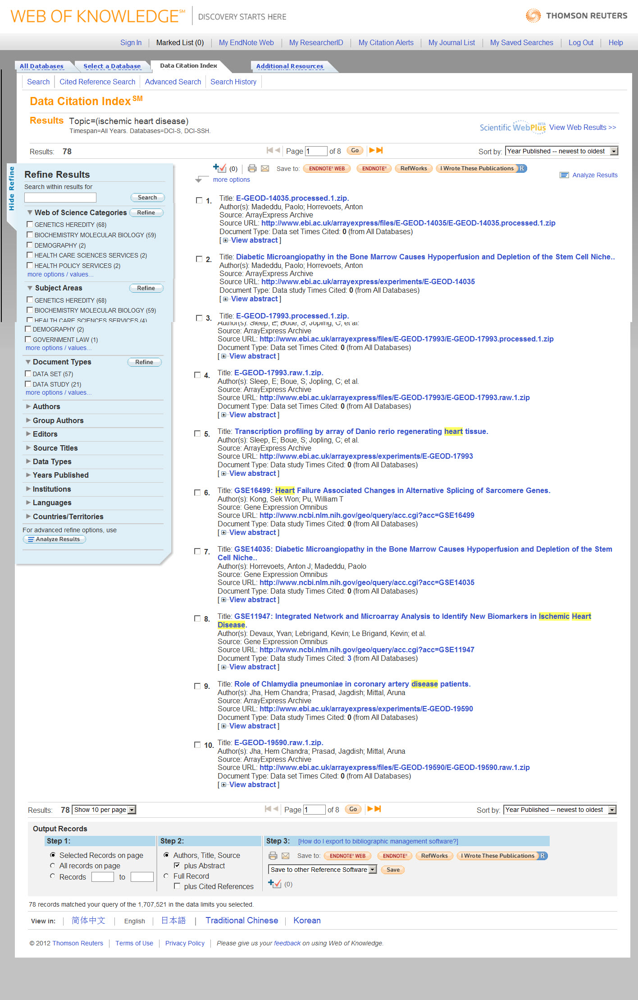 WEB OF KNOWLEDGE SM | DISCOVERY STARTS HERE
THOMSON REUTERS
Sign In | Marked List (0) | My EndNote Web | My ResearcherID | My Citation Alerts | My Journal List | My Saved Searches | Log Out | Help
All Databases Select a Database Data Citation Index Additional Resources
Search | Cited Reference Search | Advanced Search | Search History
Data Citation Index SM
Results Topic=(ischemic heart disease)
Timespan=All Years. Databases=DCI-S, DCI-SSH.
Scientific WebPlus BETA View Web Results >>
Results: 78 Page 1 of 8 Go Sort by: Year Published -- newest to oldest
Hide Refine
Refine Results
Search within results for
Search
Web of Science Categories Refine
GENETICS HEREDITY (68)
BIOCHEMISTRY MOLECULAR BIOLOGY (59)
DEMOGRAPHY (2)
HEALTH CARE SCIENCES SERVICES (2)
HEALTH POLICY SERVICES (2)
more options / values...
Subject Areas Refine
GENETICS HEREDITY (68)
BIOCHEMISTRY MOLECULAR BIOLOGY (59)
HEALTH CARE SCIENCES SERVICES (4)
DEMOGRAPHY (2)
GOVERNMENT LAW (1)
more options / values...
Document Types Refine
DATA SET (57)
DATA STUDY (21)
more options / values...
Authors
Group Authors
Editors
Source Titles
Data Types
Years Published
Institutions
Languages
Countries/Territories
For advanced refine options, use
Analyze Results
(0) | Save to: ENDNOTE WEB ENDNOTE RefWorks I Wrote These Publications R
more options
Analyze Results
1. Title: E-GEOD-14035.processed.1.zip.
Author(s): Madeddu, Paolo; Horrevoets, Anton
Source: ArrayExpress Archive
Source URL: http://www.ebi.ac.uk/arrayexpress/files/E-GEOD-14035/E-GEOD-14035.processed.1.zip
Document Type: Data set Times Cited: 0 (from All Databases)
[ View abstract ]
2. Title: Diabetic Microangiopathy in the Bone Marrow Causes Hypoperfusion and Depletion of the Stem Cell Niche..
Author(s): Madeddu, Paolo; Horrevoets, Anton
Source: ArrayExpress Archive
Source URL: http://www.ebi.ac.uk/arrayexpress/experiments/E-GEOD-14035
Document Type: Data study Times Cited: 0 (from All Databases)
[ View abstract ]
3. Title: E-GEOD-17993.processed.1.zip.
Author(s): Sleep, E; Boue, S; Jopling, C; et al.
Source: ArrayExpress Archive
Source URL: http://www.ebi.ac.uk/arrayexpress/files/E-GEOD-17993/E-GEOD-17993.processed.1.zip
Document Type: Data set Times Cited: 0 (from All Databases)
[ View abstract ]
4. Title: E-GEOD-17993.raw.1.zip.
Author(s): Sleep, E; Boue, S; Jopling, C; et al.
Source: ArrayExpress Archive
Source URL: http://www.ebi.ac.uk/arrayexpress/files/E-GEOD-17993/E-GEOD-17993.raw.1.zip
Document Type: Data set Times Cited: 0 (from All Databases)
[ View abstract ]
5. Title: Transcription profiling by array of Danio rerio regenerating heart tissue.
Author(s): Sleep, E; Boue, S; Jopling, C; et al.
Source: ArrayExpress Archive
Source URL: http://www.ebi.ac.uk/arrayexpress/experiments/E-GEOD-17993
Document Type: Data study Times Cited: 0 (from All Databases)
[ View abstract ]
6. Title: GSE16499: Heart Failure Associated Changes in Alternative Splicing of Sarcomere Genes.
Author(s): Kong, Sek Won; Pu, William T
Source: Gene Expression Omnibus
Source URL: http://www.ncbi.nlm.nih.gov/geo/query/acc.cgi?acc=GSE16499
Document Type: Data study Times Cited: 0 (from All Databases)
[ View abstract ]
7. Title: GSE14035: Diabetic Microangiopathy in the Bone Marrow Causes Hypoperfusion and Depletion of the Stem
Cell Niche..
Author(s): Horrevoets, Anton J; Madeddu, Paolo
Source: Gene Expression Omnibus
Source URL: http://www.ncbi.nlm.nih.gov/geo/query/acc.cgi?acc=GSE14035
Document Type: Data study Times Cited: 0 (from All Databases)
[ View abstract ]
8. Title: GSE11947: Integrated Network and Microarray Analysis to Identify New Biomarkers in Ischemic Heart
Disease.
Author(s): Devaux, Yvan; Lebrigand, Kevin; Le Brigand, Kevin; et al.
Source: Gene Expression Omnibus
Source URL: http://www.ncbi.nlm.nih.gov/geo/query/acc.cgi?acc=GSE11947
Document Type: Data study Times Cited: 3 (from All Databases)
[ View abstract ]
9. Title: Role of Chlamydia pneumoniae in coronary artery disease patients.
Author(s): Jha, Hem Chandra; Prasad, Jagdish; Mittal, Aruna
Source: ArrayExpress Archive
Source URL: http://www.ebi.ac.uk/arrayexpress/experiments/E-GEOD-19590
Document Type: Data study Times Cited: 0 (from All Databases)
[ View abstract ]
10. Title: E-GEOD-19590.raw.1.zip.
Author(s): Jha, Hem Chandra; Prasad, Jagdish; Mittal, Aruna
Source: ArrayExpress Archive
Source URL: http://www.ebi.ac.uk/arrayexpress/files/E-GEOD-19590/E-GEOD-19590.raw.1.zip
Document Type: Data set Times Cited: 0 (from All Databases)
[ View abstract ]
Results: 78 Show 10 per page Page 1 of 8 Go Sort by: Year Published -- newest to oldest
Output Records
Step 1:
Selected Records on page
All records on page
Records to
Step 2:
Authors, Title, Source
plus Abstract
Full Record
plus Cited References
Step 3: [How do I export to bibliographic management software?]
Save to: ENDNOTE WEB ENDNOTE RefWorks I Wrote These Publications R
Save to other Reference Software Save
(0)
78 records matched your query of the 1,707,521 in the data limits you selected.
View in: | 简体中文 | English | 日本語 | Traditional Chinese | Korean
© 2012 Thomson Reuters | Terms of Use | Privacy Policy | Please give us your feedback on using Web of Knowledge.